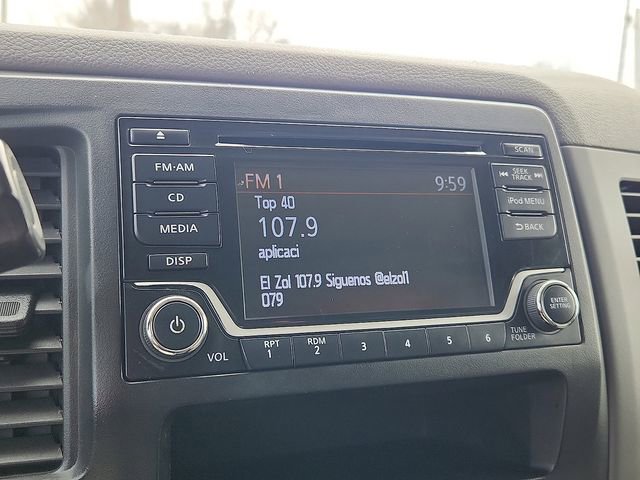 SCAN
FM·AM
SEEK
TRACK
CD
iPod MENU
MEDIA
BACK
DISP
FM 1 9:59
Top 40
107.9
aplicaci
El Zol 107.9 Siguenos @elzol1
079
ENTER
SETTING
VOL
RPT
1
RDM
2
3
4
5
6
TUNE
FOLDER